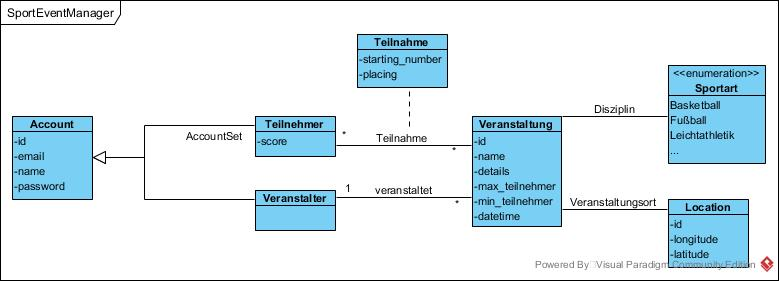 SportEventManager
Teilnahme
-starting_number
-placing
<<enumeration>>
Sportart
Basketball
Fußball
Leichtathletik
...
Disziplin
Account
-id
-email
-name
-password
AccountSet
Teilnehmer
-score
*
Teilnahme
*
Veranstaltung
-id
-name
-details
-max_teilnehmer
-min_teilnehmer
-datetime
Veranstalter
1
veranstaltet
*
Veranstaltungsort
Location
-id
-longitude
-latitude
Powered By Visual Paradigm Community Edition